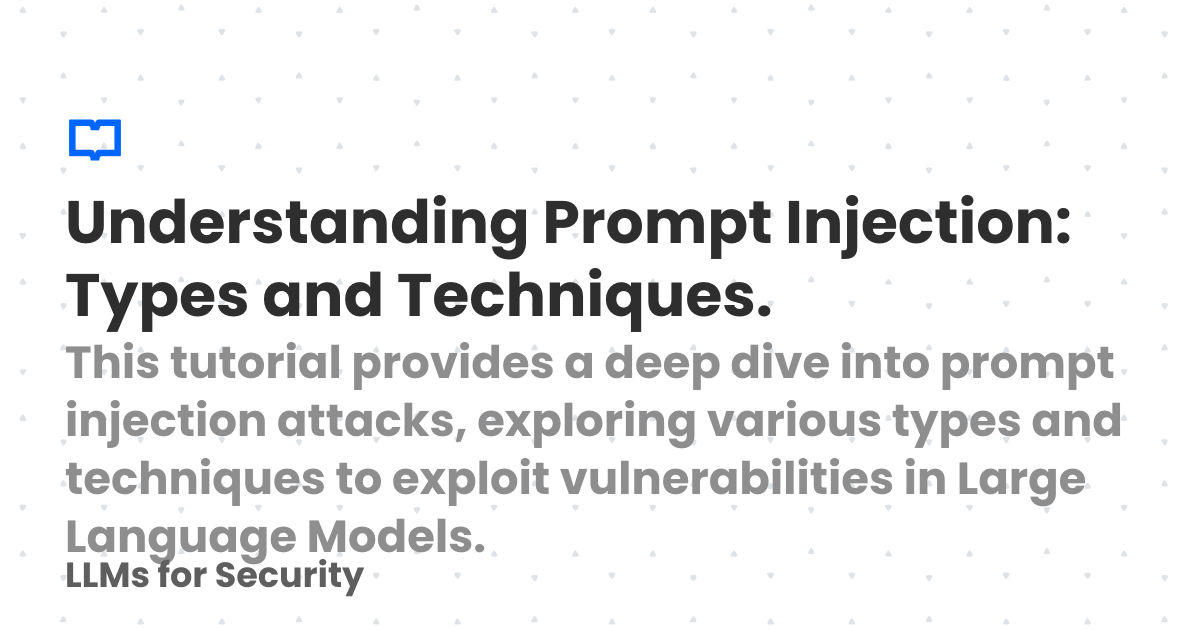 Understanding Prompt Injection:
Types and Techniques.
This tutorial provides a deep dive into prompt
injection attacks, exploring various types and
techniques to exploit vulnerabilities in Large
Language Models.
LLMs for Security